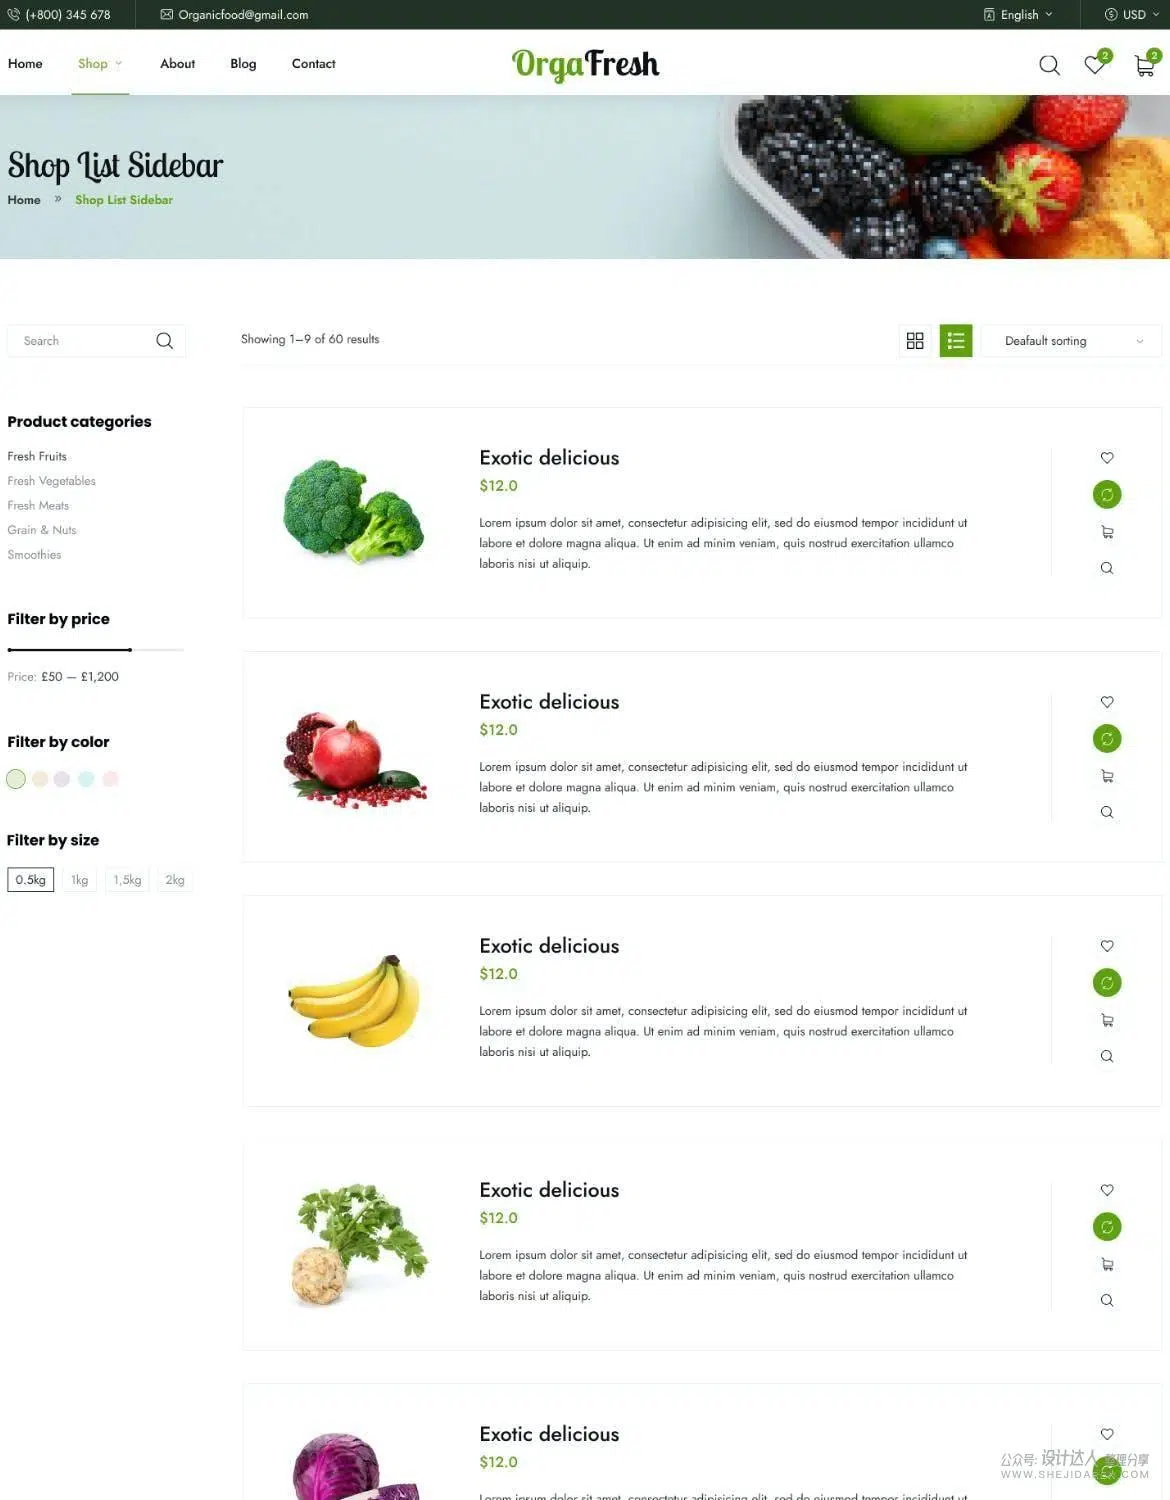 (+800) 345 678
Organicfood@gmail.com
English
USD
Home
Shop
About
Blog
Contact
OrgaFresh
2
2
Shop List Sidebar
Home » Shop List Sidebar
Search
Showing 1–9 of 60 results
Deafault sorting
Product categories
Fresh Fruits
Fresh Vegetables
Fresh Meats
Grain & Nuts
Smoothies
Filter by price
Price: £50 — £1,200
Filter by color
Filter by size
0.5kg
1kg
1,5kg
2kg
Exotic delicious
$12.0
Lorem ipsum dolor sit amet, consectetur adipisicing elit, sed do eiusmod tempor incididunt ut
labore et dolore magna aliqua. Ut enim ad minim veniam, quis nostrud exercitation ullamco
laboris nisi ut aliquip.
Exotic delicious
$12.0
Lorem ipsum dolor sit amet, consectetur adipisicing elit, sed do eiusmod tempor incididunt ut
labore et dolore magna aliqua. Ut enim ad minim veniam, quis nostrud exercitation ullamco
laboris nisi ut aliquip.
Exotic delicious
$12.0
Lorem ipsum dolor sit amet, consectetur adipisicing elit, sed do eiusmod tempor incididunt ut
labore et dolore magna aliqua. Ut enim ad minim veniam, quis nostrud exercitation ullamco
laboris nisi ut aliquip.
Exotic delicious
$12.0
Lorem ipsum dolor sit amet, consectetur adipisicing elit, sed do eiusmod tempor incididunt ut
labore et dolore magna aliqua. Ut enim ad minim veniam, quis nostrud exercitation ullamco
laboris nisi ut aliquip.
Exotic delicious
$12.0
Lorem ipsum dolor sit amet, consectetur adipisicing elit, sed do eiusmod tempor incididunt ut
公众号: 设计达人 整理分享